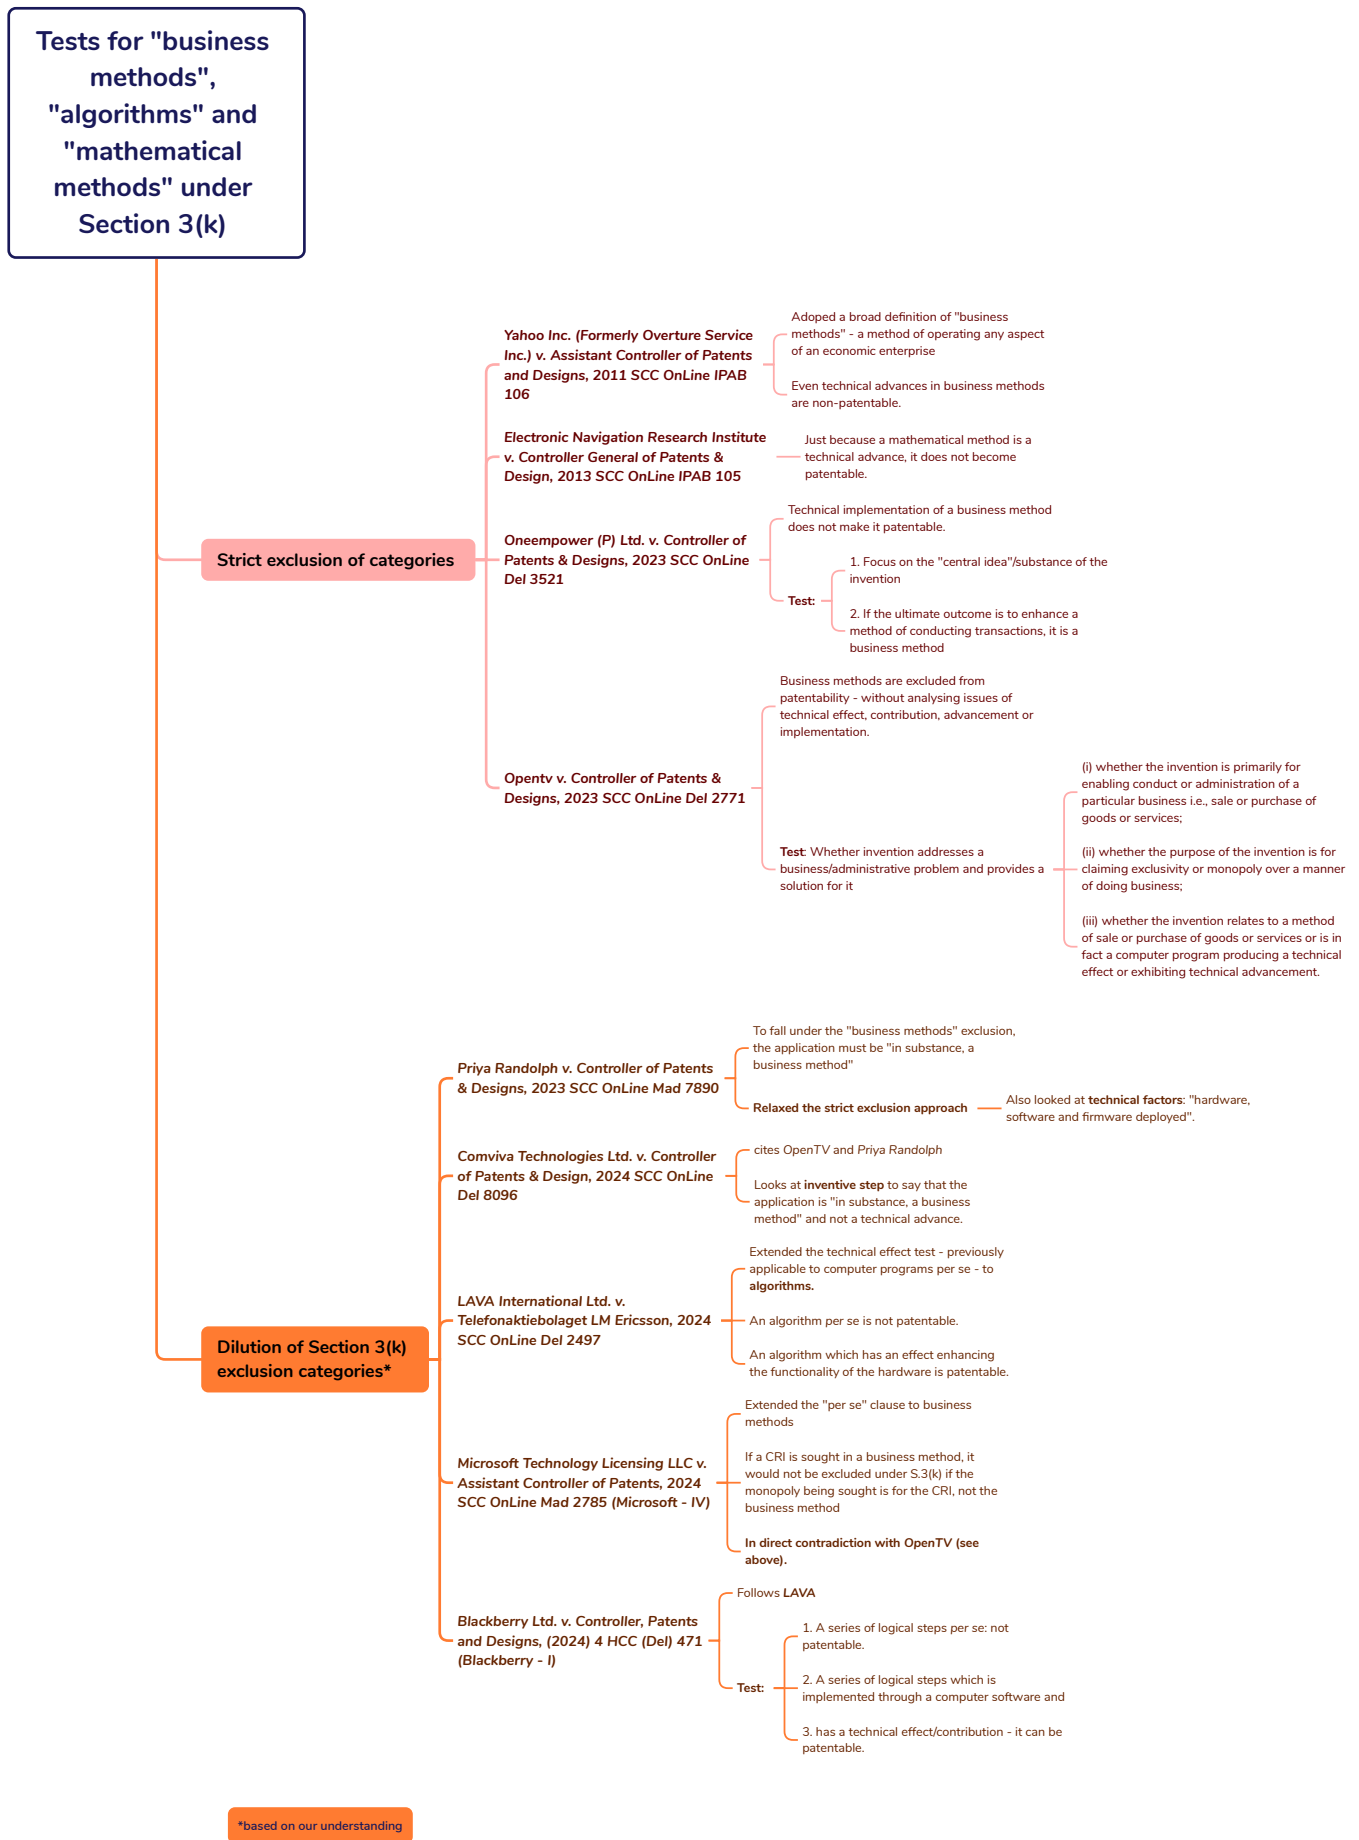 Tests for "business
methods",
"algorithms" and
"mathematical
methods" under
Section 3(k)
Strict exclusion of categories
Yahoo Inc. (Formerly Overture Service
Inc.) v. Assistant Controller of Patents
and Designs, 2011 SCC OnLine IPAB
106
Adoped a broad definition of "business
methods" - a method of operating any aspect
of an economic enterprise
Even technical advances in business methods
are non-patentable.
Electronic Navigation Research Institute
v. Controller General of Patents &
Design, 2013 SCC OnLine IPAB 105
Just because a mathematical method is a
technical advance, it does not become
patentable.
Oneempower (P) Ltd. v. Controller of
Patents & Designs, 2023 SCC OnLine
Del 3521
Technical implementation of a business method
does not make it patentable.
Test:
1. Focus on the "central idea"/substance of the
invention
2. If the ultimate outcome is to enhance a
method of conducting transactions, it is a
business method
Opentv v. Controller of Patents &
Designs, 2023 SCC OnLine Del 2771
Business methods are excluded from
patentability - without analysing issues of
technical effect, contribution, advancement or
implementation.
Test: Whether invention addresses a
business/administrative problem and provides a
solution for it
(i) whether the invention is primarily for
enabling conduct or administration of a
particular business i.e., sale or purchase of
goods or services;
(ii) whether the purpose of the invention is for
claiming exclusivity or monopoly over a manner
of doing business;
(iii) whether the invention relates to a method
of sale or purchase of goods or services or is in
fact a computer program producing a technical
effect or exhibiting technical advancement.
Dilution of Section 3(k)
exclusion categories*
Priya Randolph v. Controller of Patents
& Designs, 2023 SCC OnLine Mad 7890
To fall under the "business methods" exclusion,
the application must be "in substance, a
business method"
Relaxed the strict exclusion approach
Also looked at technical factors: "hardware,
software and firmware deployed".
Comviva Technologies Ltd. v. Controller
of Patents & Design, 2024 SCC OnLine
Del 8096
cites OpenTV and Priya Randolph
Looks at inventive step to say that the
application is "in substance, a business
method" and not a technical advance.
LAVA International Ltd. v.
Telefonaktiebolaget LM Ericsson, 2024
SCC OnLine Del 2497
Extended the technical effect test - previously
applicable to computer programs per se - to
algorithms.
An algorithm per se is not patentable.
An algorithm which has an effect enhancing
the functionality of the hardware is patentable.
Microsoft Technology Licensing LLC v.
Assistant Controller of Patents, 2024
SCC OnLine Mad 2785 (Microsoft - IV)
Extended the "per se" clause to business
methods
If a CRI is sought in a business method, it
would not be excluded under S.3(k) if the
monopoly being sought is for the CRI, not the
business method
In direct contradiction with OpenTV (see
above).
Blackberry Ltd. v. Controller, Patents
and Designs, (2024) 4 HCC (Del) 471
(Blackberry - I)
Follows LAVA
Test:
1. A series of logical steps per se: not
patentable.
2. A series of logical steps which is
implemented through a computer software and
3. has a technical effect/contribution - it can be
patentable.
*based on our understanding